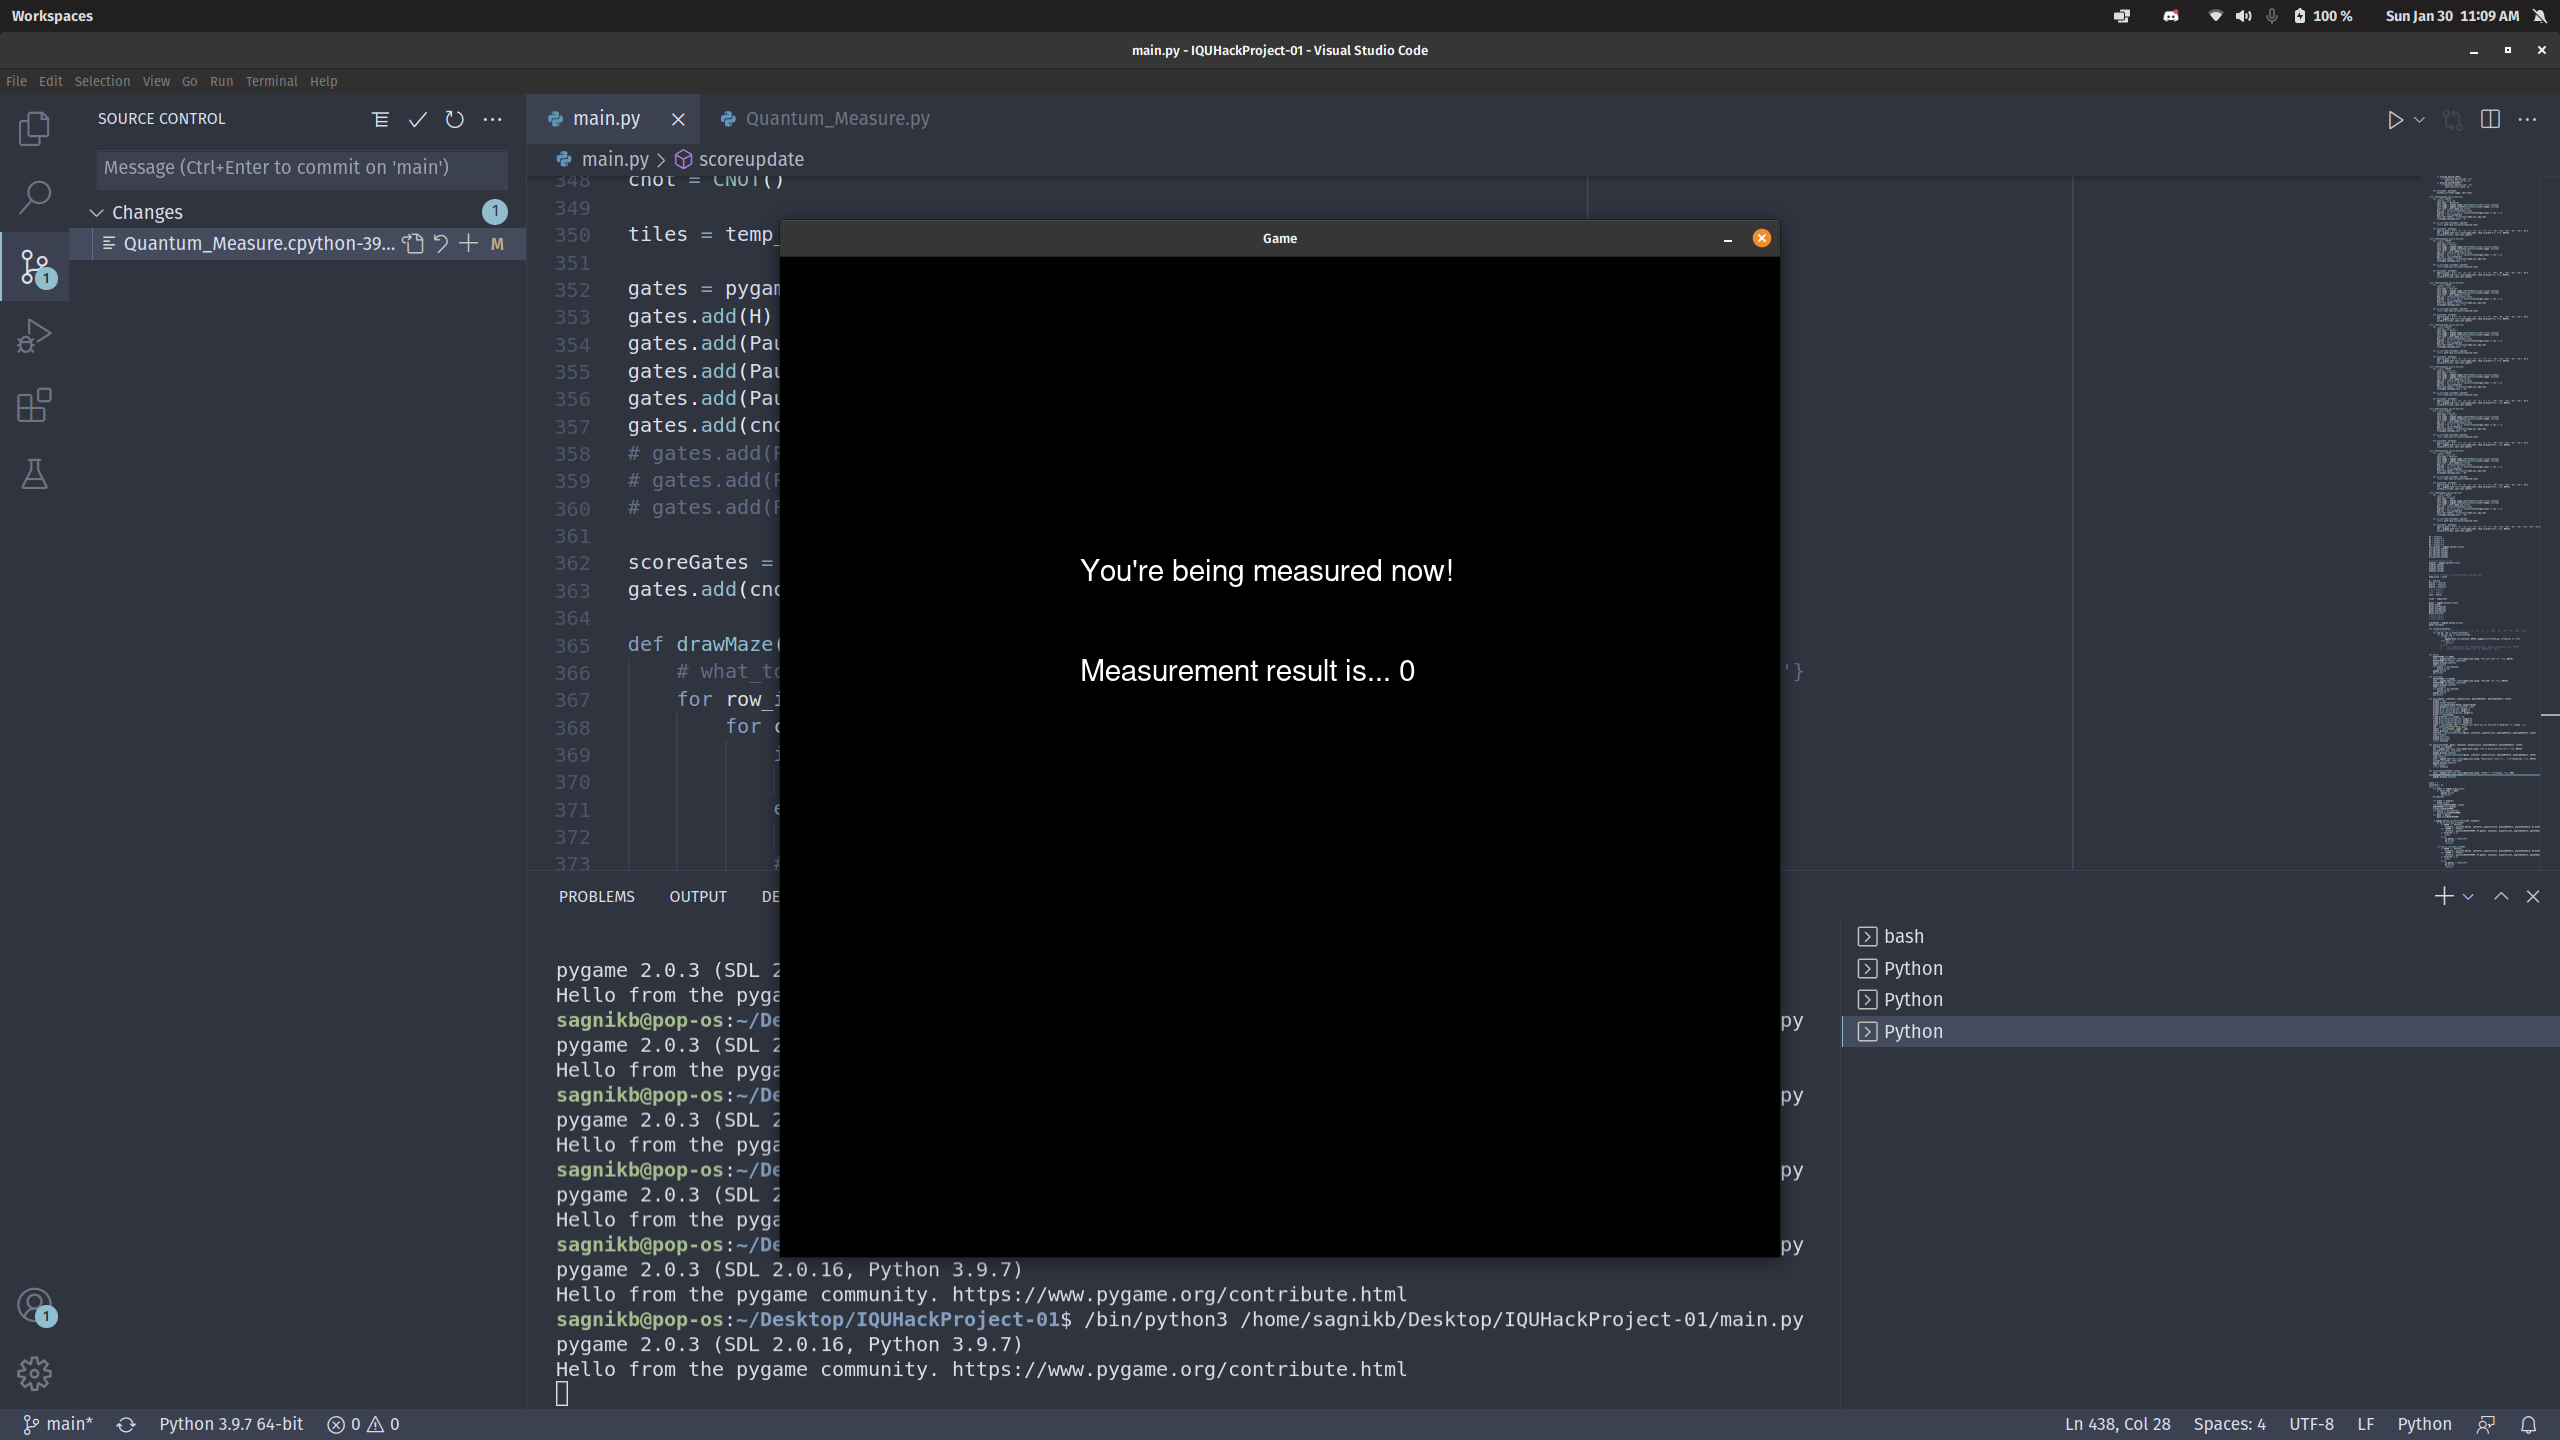 Workspaces
100 %
Sun Jan 30 11:09 AM
main.py - IQUHackProject-01 - Visual Studio Code
File Edit Selection View Go Run Terminal Help
SOURCE CONTROL
Message (Ctrl+Enter to commit on 'main')
Changes
1
Quantum_Measure.cpython-39...
M
1
1
main.py
Quantum_Measure.py
main.py > scoreupdate
348 cnot = CNOT()
349
350 tiles = temp_
351
352 gates = pygam
353 gates.add(H)
354 gates.add(Pau
355 gates.add(Pau
356 gates.add(Pau
357 gates.add(cno
358 # gates.add(R
359 # gates.add(R
360 # gates.add(R
361
362 scoreGates =
363 gates.add(cno
364
365 def drawMaze(
366 # what_to '}
367 for row_i
368 for c
369 i
370
371 e
372
373 #
Game
You're being measured now!
Measurement result is... 0
PROBLEMS OUTPUT DE
pygame 2.0.3 (SDL 2
Hello from the pyga
sagnikb@pop-os:~/De py
pygame 2.0.3 (SDL 2
Hello from the pyga
sagnikb@pop-os:~/De py
pygame 2.0.3 (SDL 2
Hello from the pyga
sagnikb@pop-os:~/De py
pygame 2.0.3 (SDL 2
Hello from the pyga
sagnikb@pop-os:~/De py
pygame 2.0.3 (SDL 2.0.16, Python 3.9.7)
Hello from the pygame community. https://www.pygame.org/contribute.html
sagnikb@pop-os:~/Desktop/IQUHackProject-01$ /bin/python3 /home/sagnikb/Desktop/IQUHackProject-01/main.py
pygame 2.0.3 (SDL 2.0.16, Python 3.9.7)
Hello from the pygame community. https://www.pygame.org/contribute.html
bash
Python
Python
Python
main*
Python 3.9.7 64-bit
0 0
Ln 438, Col 28
Spaces: 4
UTF-8
LF
Python